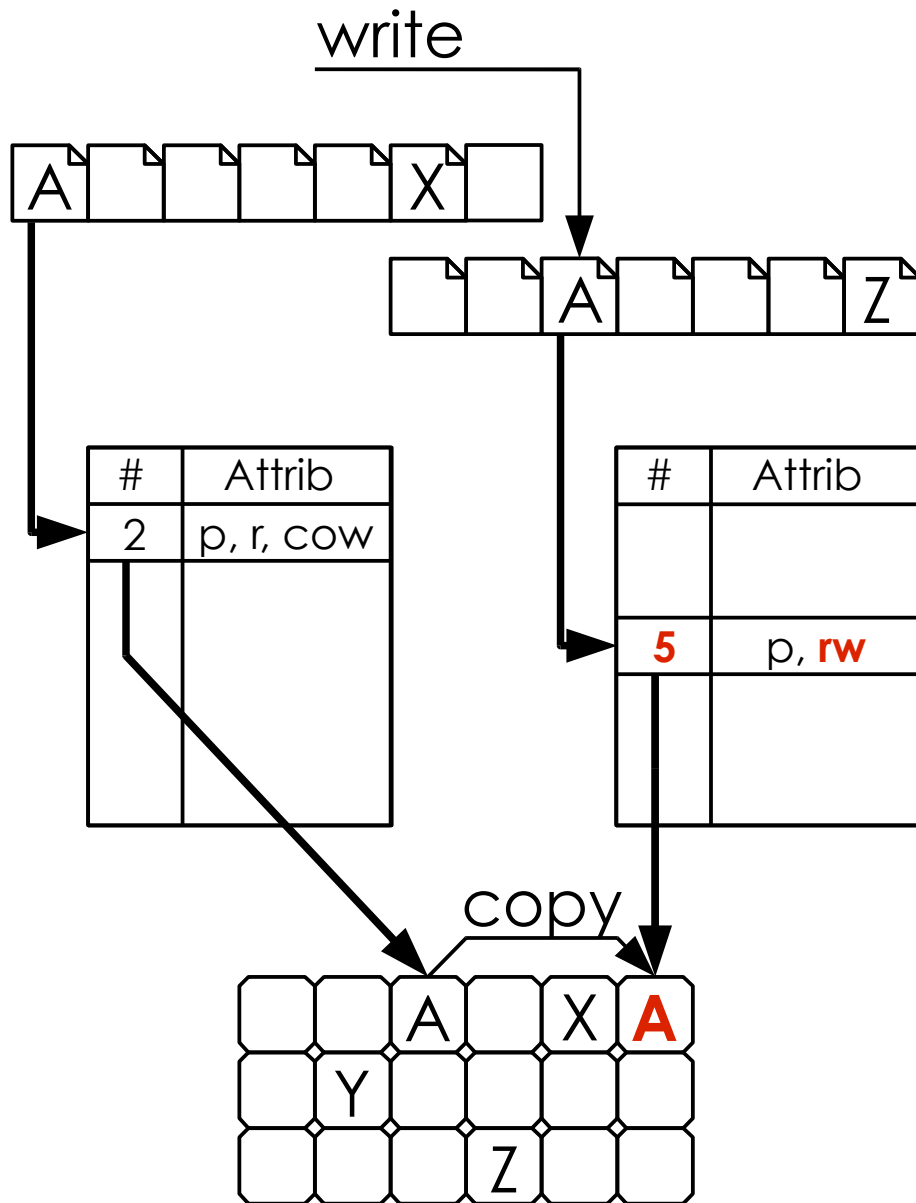 write
A X
A Z
# Attrib
2 p, r, cow
# Attrib
5 p, rw
copy
A X A
Y
Z